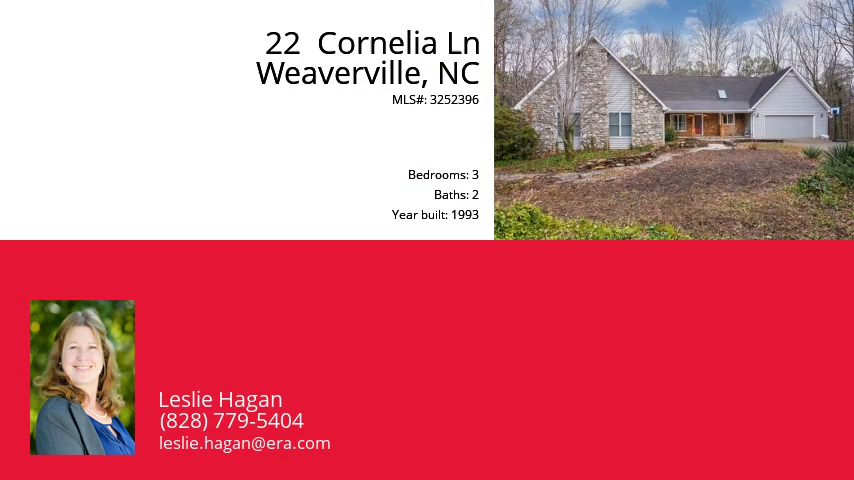 22  Cornelia Ln
Weaverville, NC
MLS#: 3252396
Bedrooms: 3
Baths: 2
Year built: 1993
Leslie Hagan
(828) 779-5404
leslie.hagan@era.com